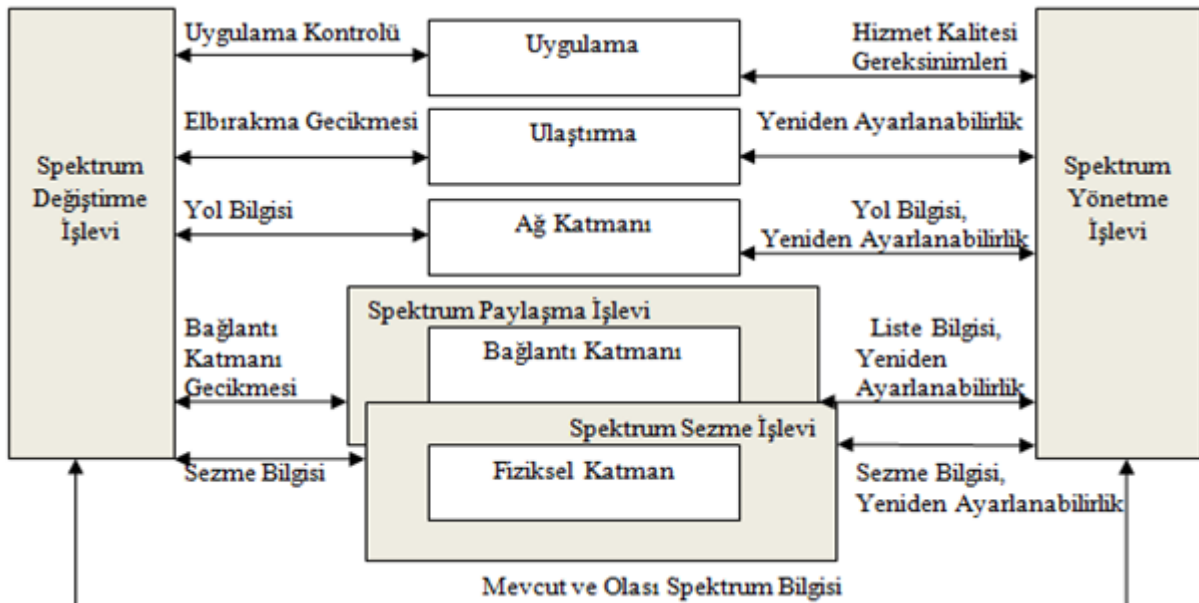 Spektrum
Değiştirme
İşlevi
Uygulama Kontrolü
Elbırakma Gecikmesi
Yol Bilgisi
Bağlantı
Katmanı
Gecikmesi
Sezme Bilgisi
Uygulama
Ulaştırma
Ağ Katmanı
Spektrum Paylaşma İşlevi
Bağlantı Katmanı
Spektrum Sezme İşlevi
Fiziksel Katman
Hizmet Kalitesi
Gereksinimleri
Yeniden Ayarlanabilirlik
Yol Bilgisi,
Yeniden Ayarlanabilirlik
Liste Bilgisi,
Yeniden
Ayarlanabilirlik
Sezme Bilgisi,
Yeniden Ayarlanabilirlik
Spektrum
Yönetme
İşlevi
Mevcut ve Olası Spektrum Bilgisi